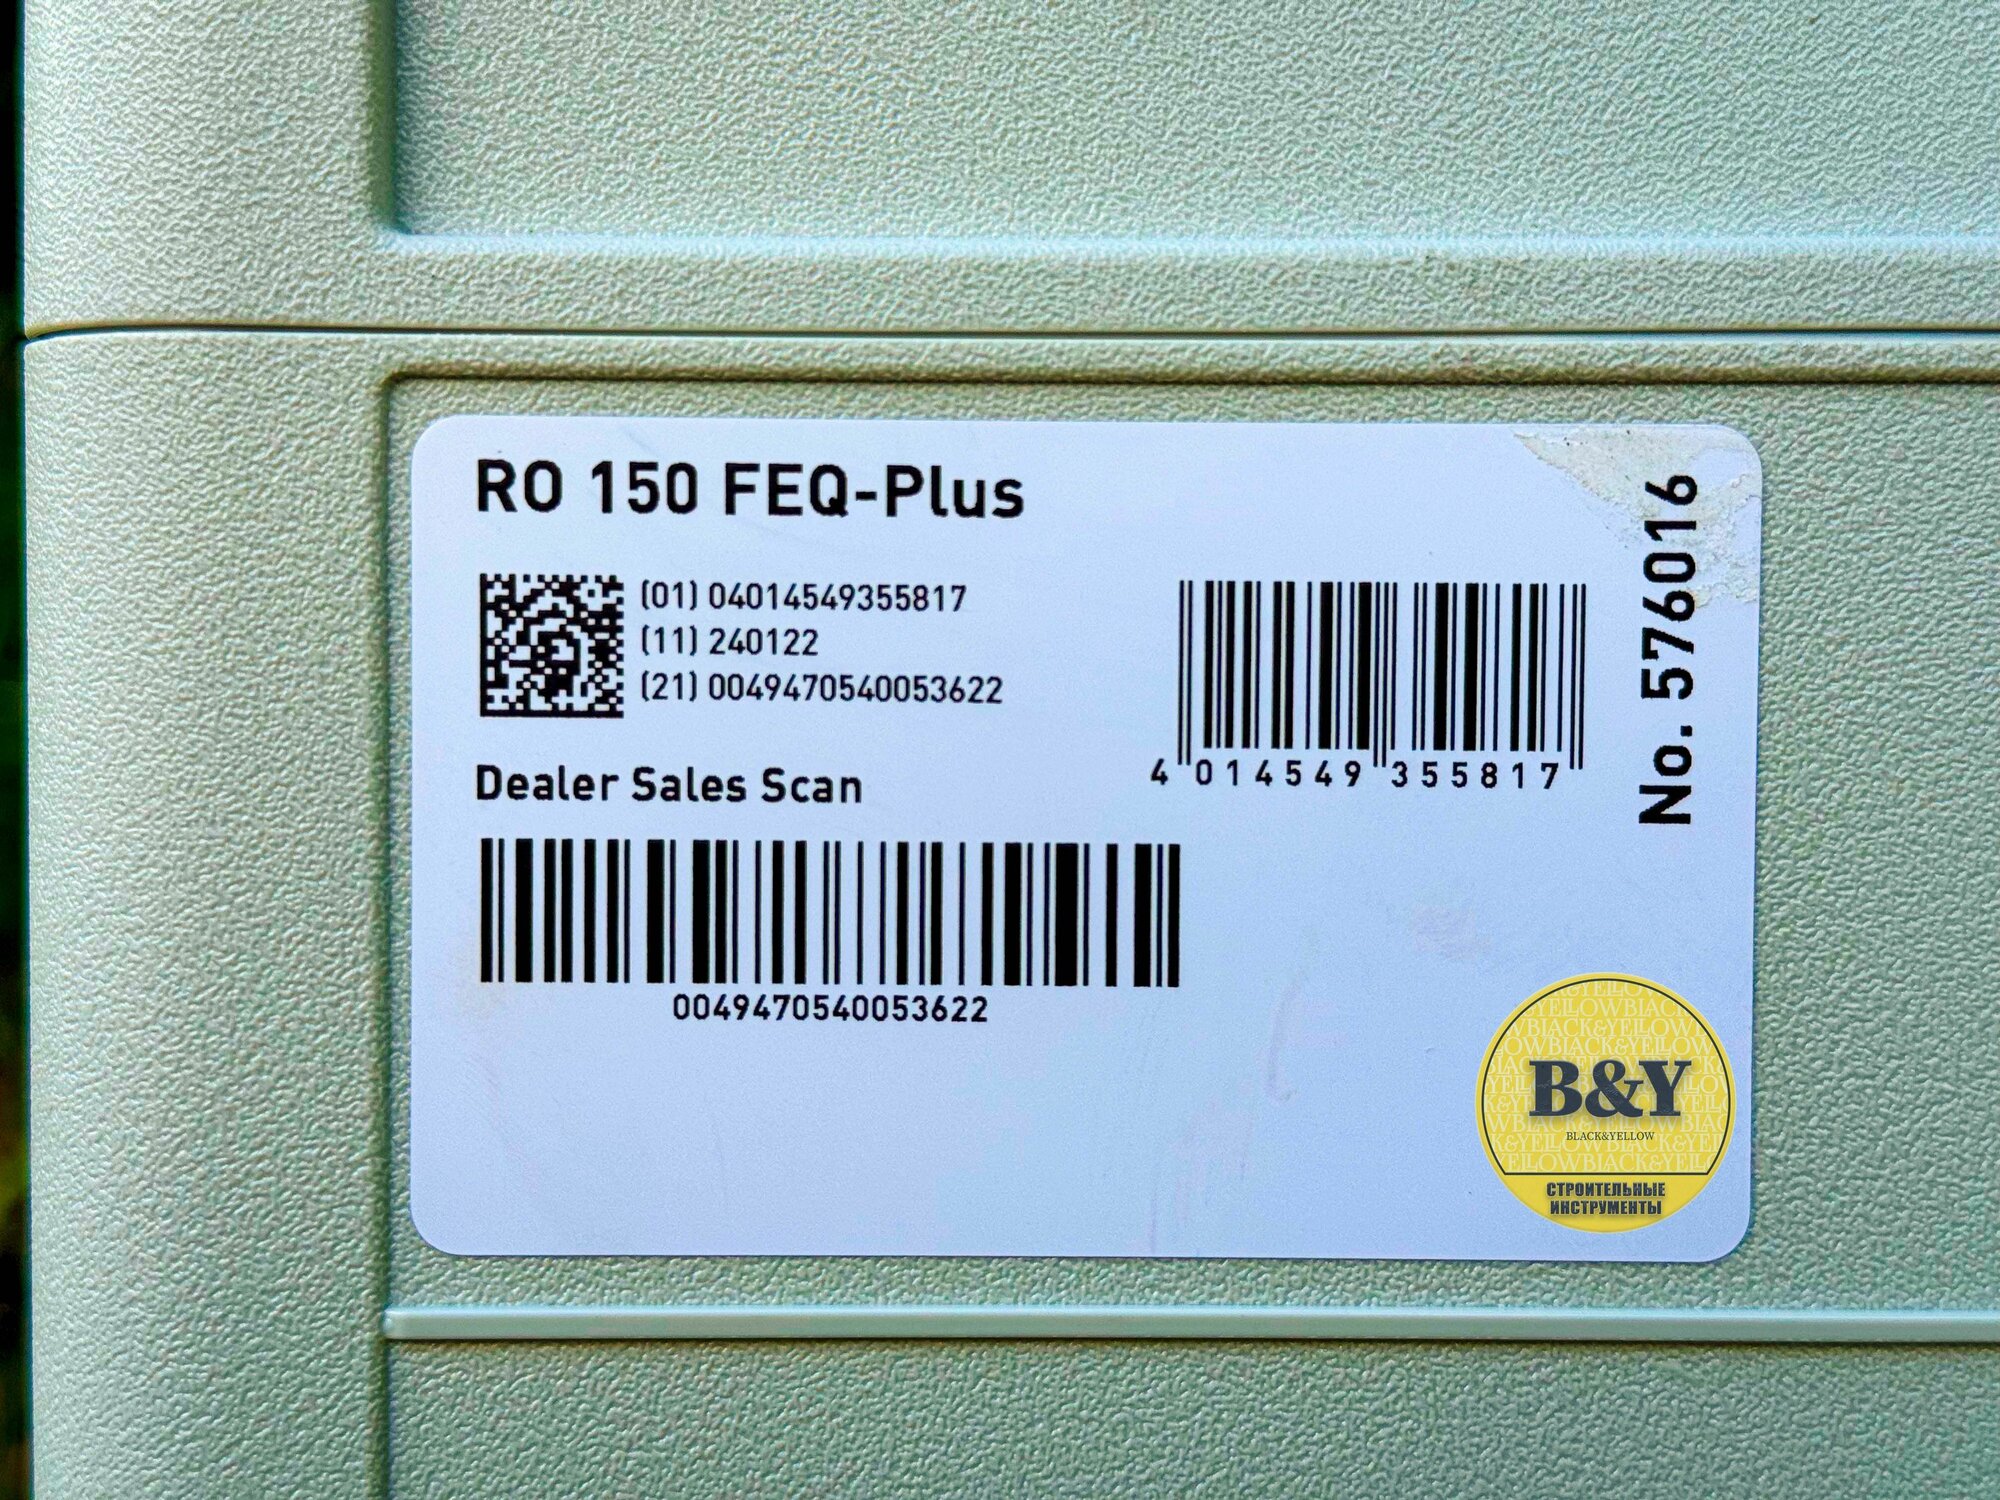 RO 150 FEQ-Plus
(01) 04014549355817
(11) 240122
(21) 0049470540053622
4 014549 355817
No. 576016
Dealer Sales Scan
0049470540053622
B&Y
BLACK&YELLOW
СТРОИТЕЛЬНЫЕ
ИНСТРУМЕНТЫ